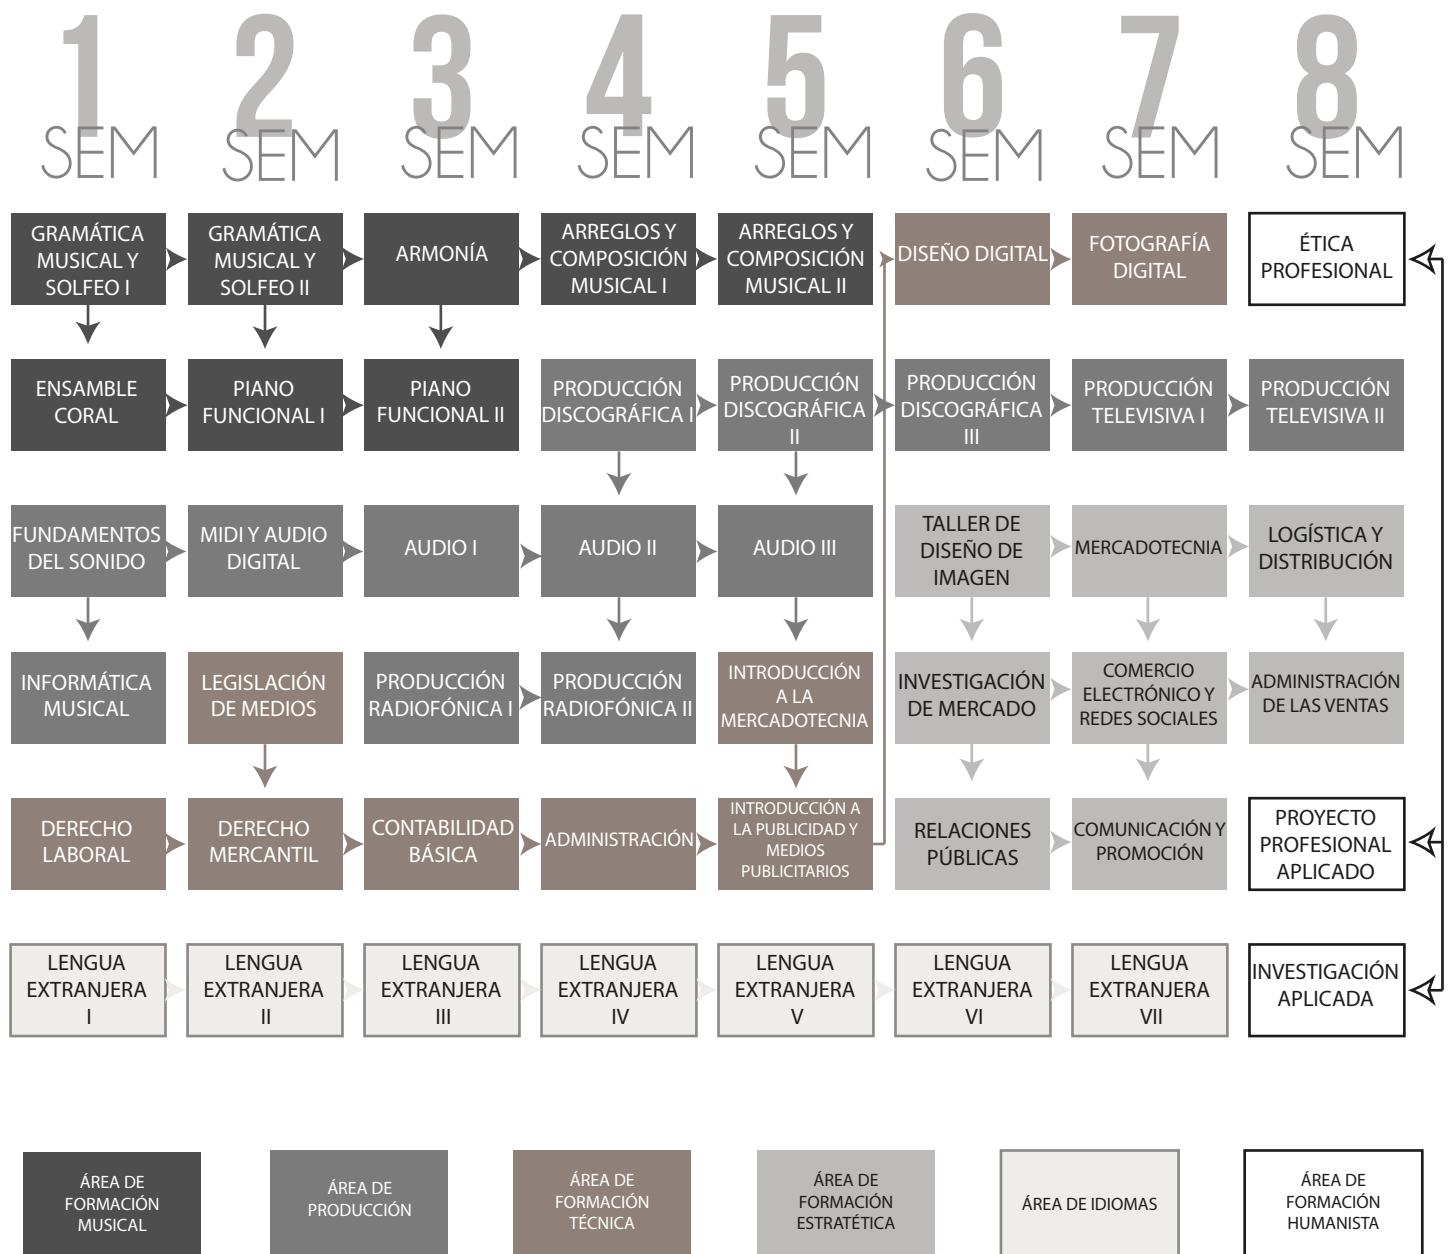 1
SEM
2
SEM
3
SEM
4
SEM
5
SEM
6
SEM
7
SEM
8
SEM
GRAMÁTICA
MUSICAL Y
SOLFEO I
GRAMÁTICA
MUSICAL Y
SOLFEO II
ARMONÍA
ARREGLOS Y
COMPOSICIÓN
MUSICAL I
ARREGLOS Y
COMPOSICIÓN
MUSICAL II
DISEÑO DIGITAL
FOTOGRAFÍA
DIGITAL
ÉTICA
PROFESIONAL
ENSAMBLE
CORAL
PIANO
FUNCIONAL I
PIANO
FUNCIONAL II
PRODUCCIÓN
DISCOGRÁFICA I
PRODUCCIÓN
DISCOGRÁFICA
II
PRODUCCIÓN
DISCOGRÁFICA
III
PRODUCCIÓN
TELEVISIVA I
PRODUCCIÓN
TELEVISIVA II
FUNDAMENTOS
DEL SONIDO
MIDI Y AUDIO
DIGITAL
AUDIO I
AUDIO II
AUDIO III
TALLER DE
DISEÑO DE
IMAGEN
MERCADOTECNIA
LOGÍSTICA Y
DISTRIBUCIÓN
INFORMÁTICA
MUSICAL
LEGISLACIÓN
DE MEDIOS
PRODUCCIÓN
RADIOFÓNICA I
PRODUCCIÓN
RADIOFÓNICA II
INTRODUCCIÓN
A LA
MERCADOTECNIA
INVESTIGACIÓN
DE MERCADO
COMERCIO
ELECTRÓNICO Y
REDES SOCIALES
ADMINISTRACIÓN
DE LAS VENTAS
DERECHO
LABORAL
DERECHO
MERCANTIL
CONTABILIDAD
BÁSICA
ADMINISTRACIÓN
INTRODUCCIÓN A
LA PUBLICIDAD Y
MEDIOS
PUBLICITARIOS
RELACIONES
PÚBLICAS
COMUNICACIÓN Y
PROMOCIÓN
PROYECTO
PROFESIONAL
APLICADO
LENGUA
EXTRANJERA
I
LENGUA
EXTRANJERA
II
LENGUA
EXTRANJERA
III
LENGUA
EXTRANJERA
IV
LENGUA
EXTRANJERA
V
LENGUA
EXTRANJERA
VI
LENGUA
EXTRANJERA
VII
INVESTIGACIÓN
APLICADA
ÁREA DE
FORMACIÓN
MUSICAL
ÁREA DE
PRODUCCIÓN
ÁREA DE
FORMACIÓN
TÉCNICA
ÁREA DE
FORMACIÓN
ESTRATÉTICA
ÁREA DE IDIOMAS
ÁREA DE
FORMACIÓN
HUMANISTA